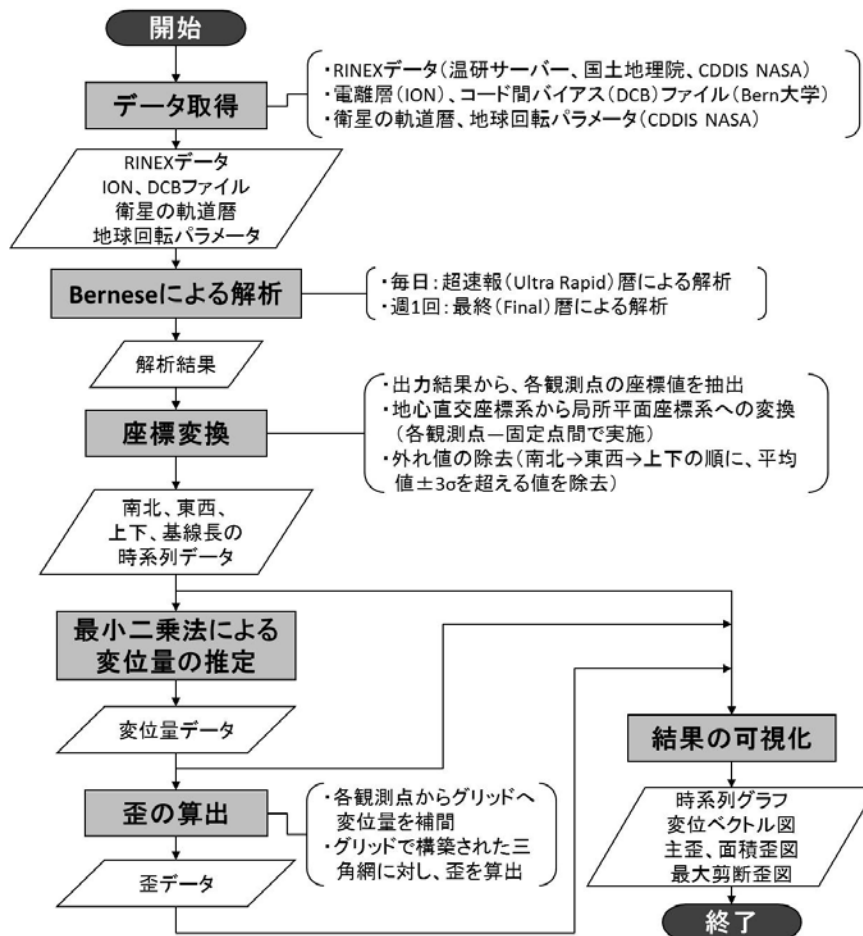 開始
データ取得
・RINEXデータ(温研サーバー、国土地理院、CDDIS NASA)
・電離層(ION)、コード間バイアス(DCB)ファイル(Bern大学)
・衛星の軌道暦、地球回転パラメータ(CDDIS NASA)
RINEXデータ
ION、DCBファイル
衛星の軌道暦
地球回転パラメータ
Berneseによる解析
・毎日:超速報(Ultra Rapid)暦による解析
・週1回:最終(Final)暦による解析
解析結果
座標変換
・出力結果から、各観測点の座標値を抽出
・地心直交座標系から局所平面座標系への変換
(各観測点―固定点間で実施)
・外れ値の除去(南北→東西→上下の順に、平均
値±3σを超える値を除去)
南北、東西、
上下、基線長の
時系列データ
最小二乗法による
変位量の推定
変位量データ
歪の算出
・各観測点からグリッドへ
変位量を補間
・グリッドで構築された三
角網に対し、歪を算出
歪データ
結果の可視化
時系列グラフ
変位ベクトル図
主歪、面積歪図
最大剪断歪図
終了